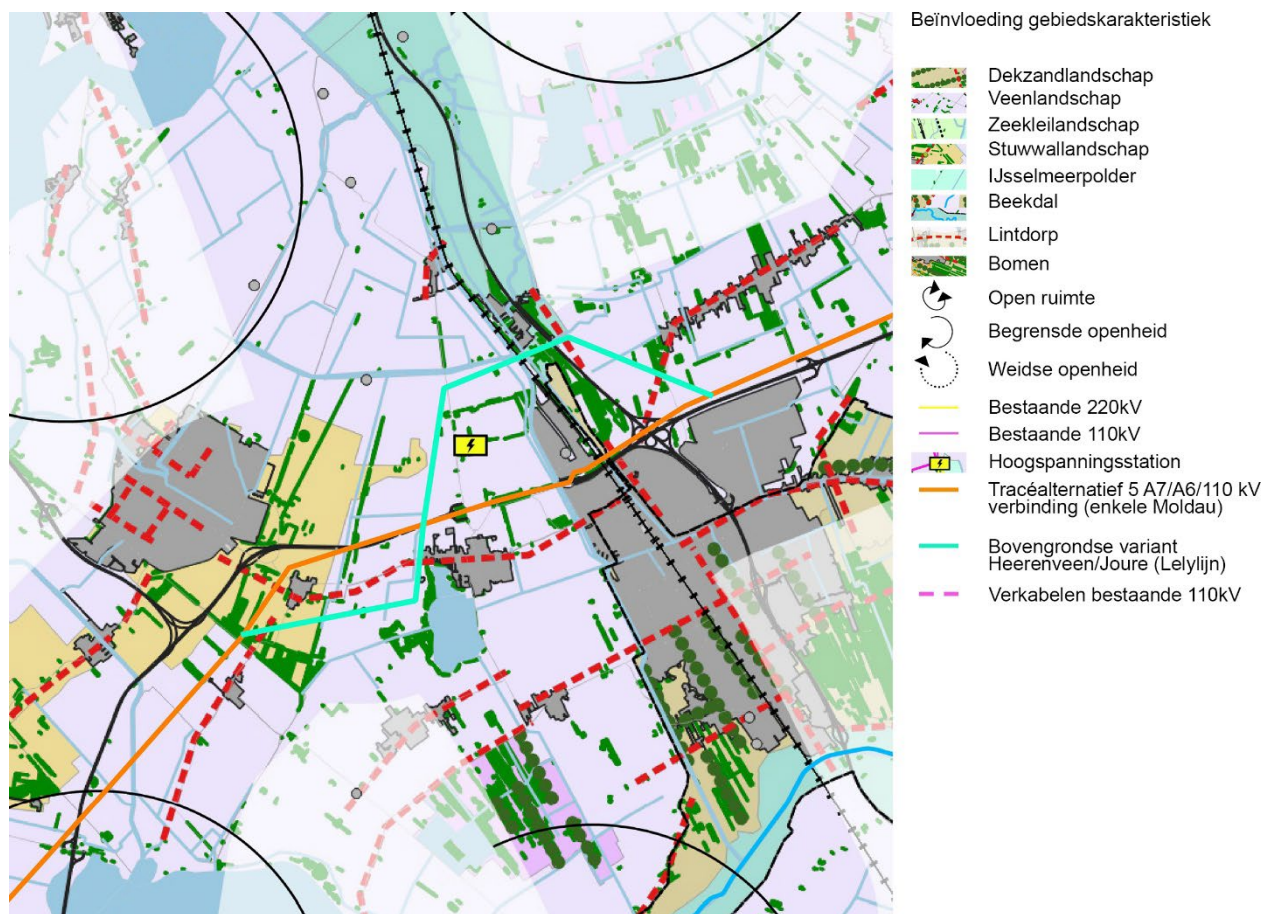 Beïnvloeding gebiedskarakteristiek
Dekzandlandschap
Veenlandschap
Zeekleilandschap
Stuwwallandschap
IJsselmeerpolder
Beekdal
Lintdorp
Bomen
Open ruimte
Begrensde openheid
Weidse openheid
Bestaande 220kV
Bestaande 110kV
Hoogspanningsstation
Tracéalternatief 5 A7/A6/110 kV
verbinding (enkele Moldau)
Bovengrondse variant
Heerenveen/Joure (Lelylijn)
Verkabelen bestaande 110kV